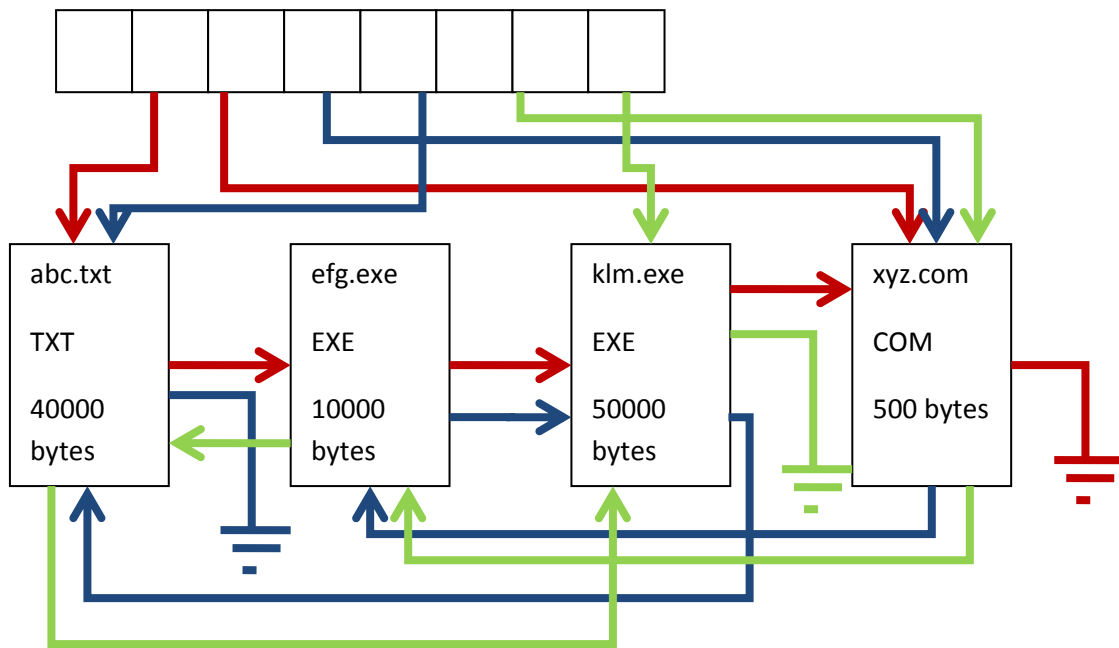 abc.txt
TXT
40000
bytes
efg.exe
EXE
10000
bytes
klm.exe
EXE
50000
bytes
xyz.com
COM
500 bytes